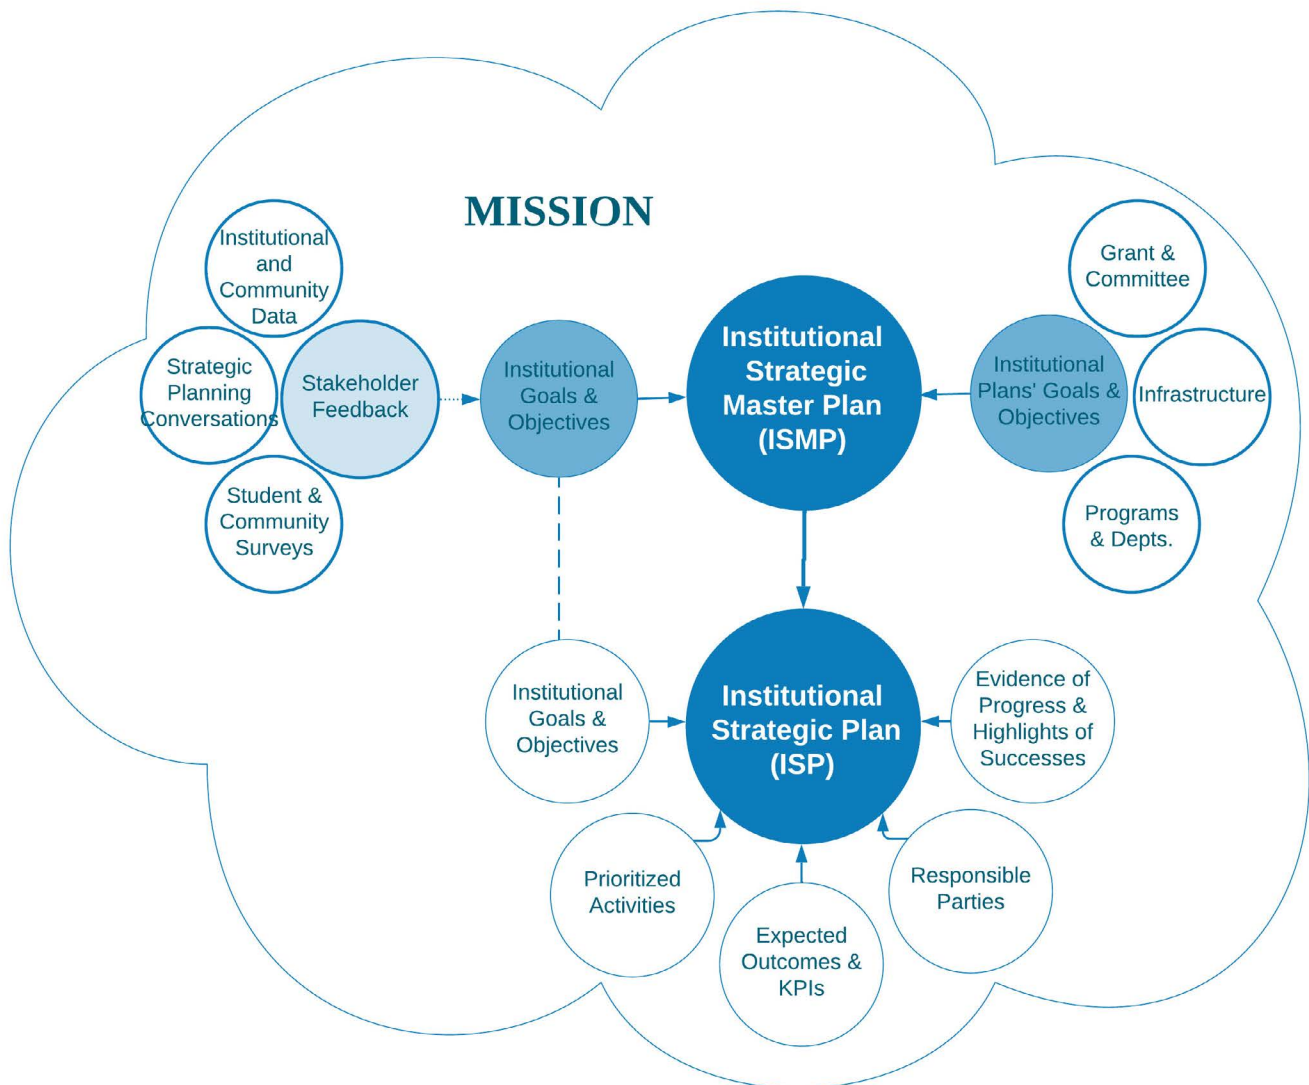 MISSION
Institutional
and
Community
Data
Strategic
Planning
Conversations
Stakeholder
Feedback
Student &
Community
Surveys
Institutional
Goals &
Objectives
Institutional
Strategic
Master Plan
(ISMP)
Institutional
Plans' Goals &
Objectives
Grant &
Committee
Infrastructure
Programs
& Depts.
Institutional
Goals &
Objectives
Institutional
Strategic Plan
(ISP)
Evidence of
Progress &
Highlights of
Successes
Prioritized
Activities
Expected
Outcomes &
KPIs
Responsible
Parties